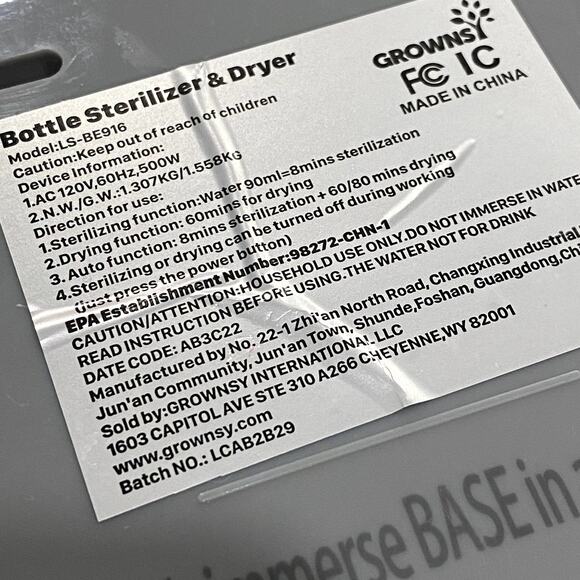 GROWNSY
FC IC
MADE IN CHINA
Bottle Sterilizer & Dryer
Model:LS-BE916
Caution:Keep out of reach of children
Device Information:
1.AC 120V,60Hz,500W
2.N.W./G.W.:1.307KG/1.558KG
Direction for use:
1.Sterilizing function:Water 90ml=8mins sterilization
2.Drying function: 60mins for drying
3.Auto function: 8mins sterilization + 60/80 mins drying
4.Sterilizing or drying can be turned off during working
(just press the power button)
EPA Establishment Number:98272-CHN-1
CAUTION/ATTENTION:HOUSEHOLD USE ONLY.DO NOT IMMERSE IN WATE
READ INSTRUCTION BEFORE USING.THE WATER NOT FOR DRINK
DATE CODE: AB3C22
Manufactured by No. 22-1 Zhi'an North Road, Changxing Industrial
Jun'an Community, Jun'an Town, Shunde,Foshan, Guangdong,Ch
Sold by:GROWNSY INTERNATIONAL LLC
1603 CAPITOL AVE STE 310 A266 CHEYENNE,WY 82001
www.grownsy.com
Batch NO.: LCAB2B29
immerse BASE in